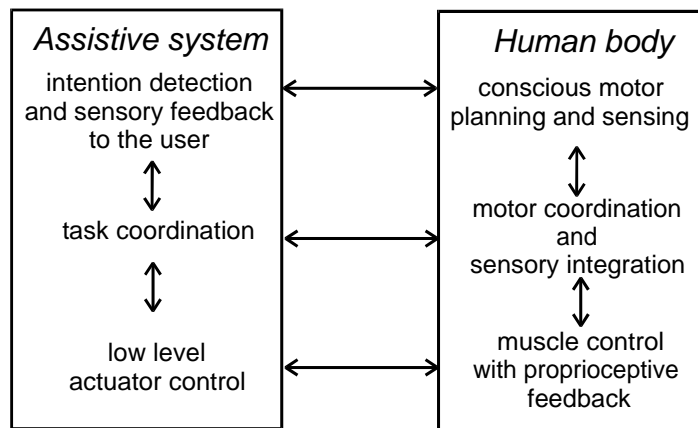 Assistive system
intention detection
and sensory feedback
to the user
task coordination
low level
actuator control
Human body
conscious motor
planning and sensing
motor coordination
and
sensory integration
muscle control
with proprioceptive
feedback